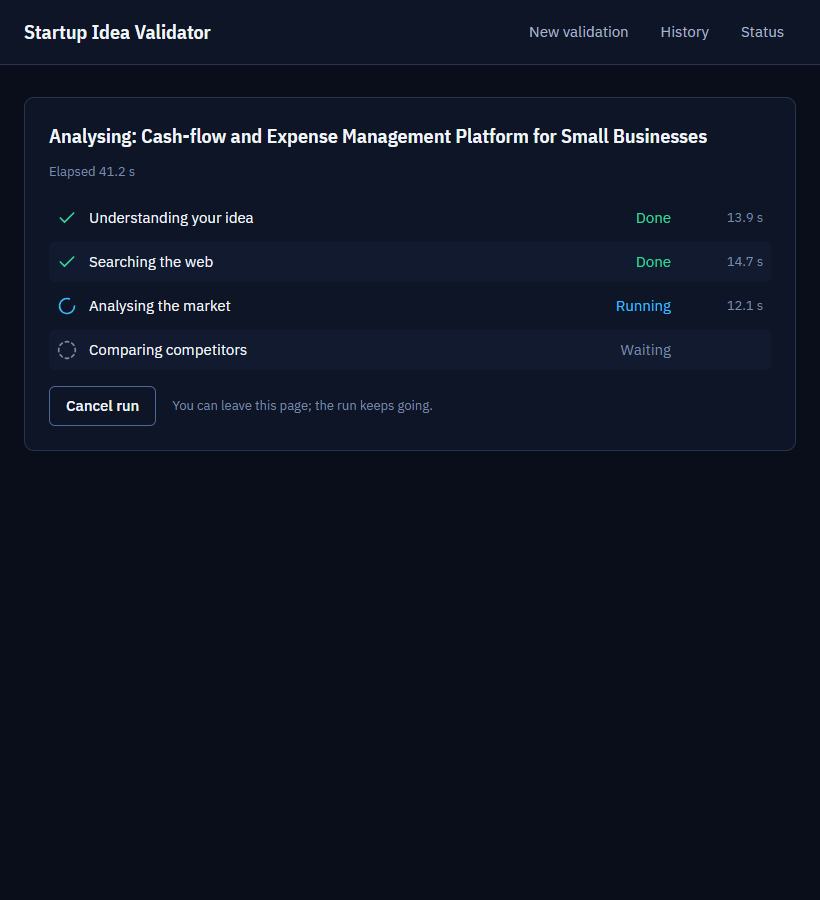 Startup Idea Validator New validation History Status
Analysing: Cash-flow and Expense Management Platform for Small Businesses
Elapsed 41.2 s
Understanding your idea Done 13.9 s
Searching the web Done 14.7 s
Analysing the market Running 12.1 s
Comparing competitors Waiting
Cancel run You can leave this page; the run keeps going.